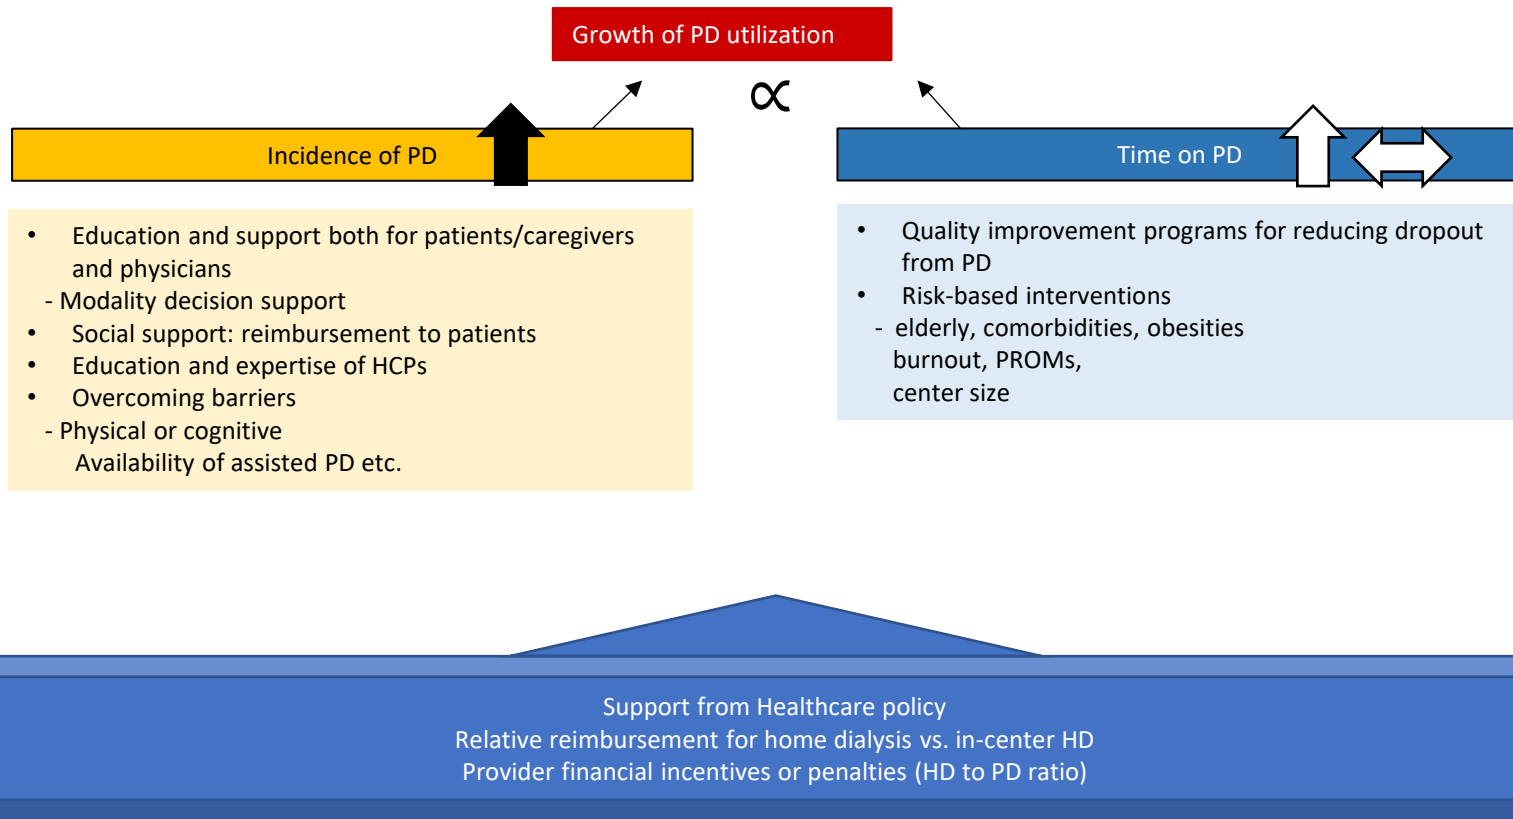 Growth of PD utilization
∝
Incidence of PD
• Education and support both for patients/caregivers
and physicians
- Modality decision support
• Social support: reimbursement to patients
• Education and expertise of HCPs
• Overcoming barriers
- Physical or cognitive
Availability of assisted PD etc.
Time on PD
• Quality improvement programs for reducing dropout
from PD
• Risk-based interventions
- elderly, comorbidities, obesities
burnout, PROMs,
center size
Support from Healthcare policy
Relative reimbursement for home dialysis vs. in-center HD
Provider financial incentives or penalties (HD to PD ratio)